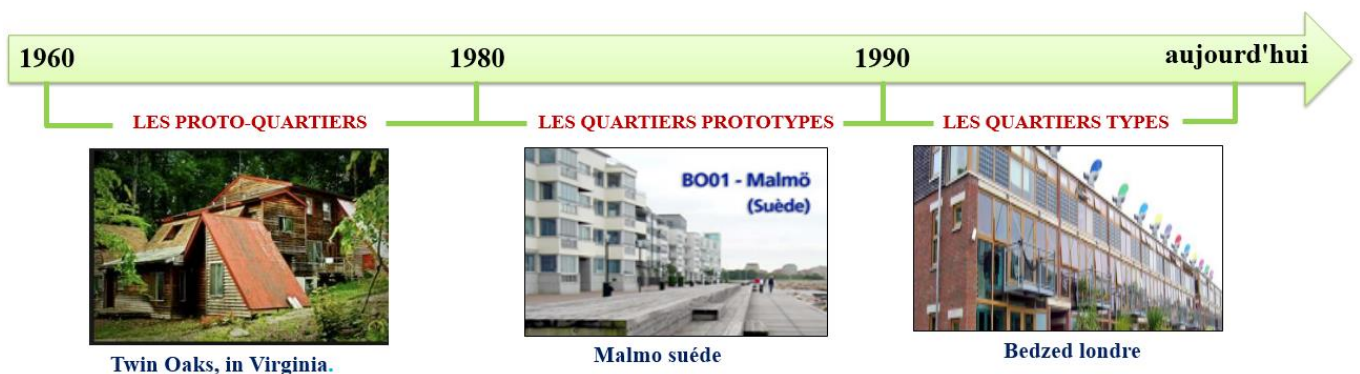 1960 1980 1990 aujourd'hui
LES PROTO-QUARTIERS LES QUARTIERS PROTOTYPES LES QUARTIERS TYPES
BO01 - Malmö
(Suède)
Twin Oaks, in Virginia. Malmo suéde Bedzed londre